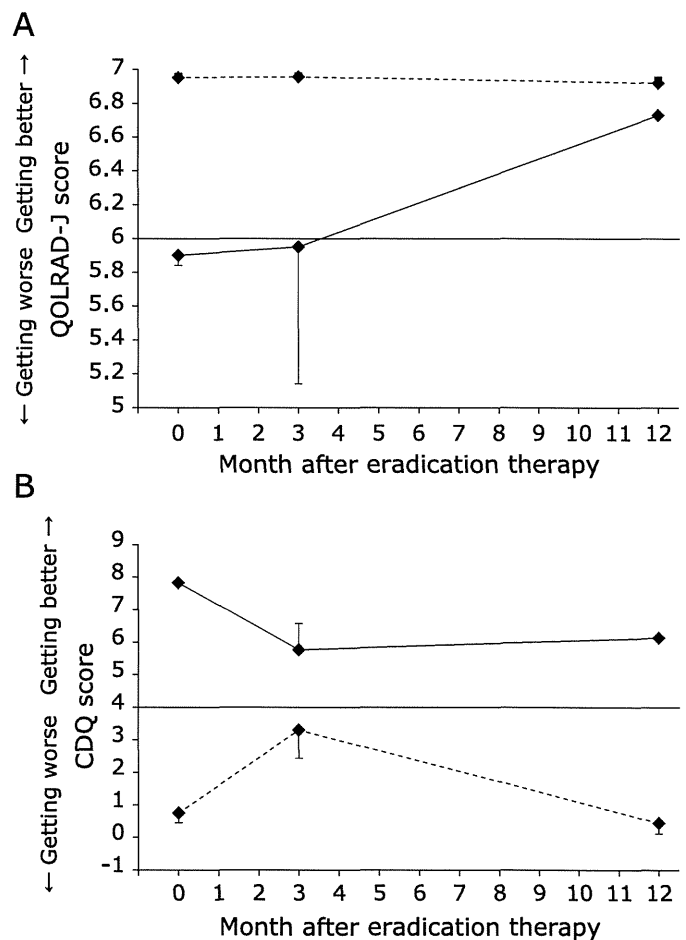 A
← Getting worse Getting better →
QOLRAD-J score
7
6.8
6.6
6.4
6.2
6
5.8
5.6
5.4
5.2
5
0 1 2 3 4 5 6 7 8 9 10 11 12
Month after eradication therapy
B
← Getting worse Getting better →
CDQ score
9
8
7
6
5
4
3
2
1
0
-1
0 1 2 3 4 5 6 7 8 9 10 11 12
Month after eradication therapy